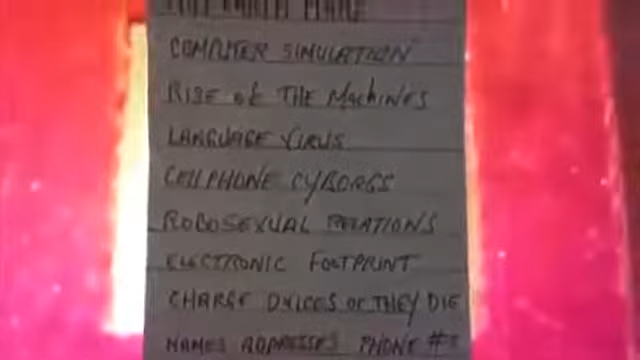 COMPUTER SIMULATION
RISE OF THE MACHINES
LANGUAGE VIRUS
CELLPHONE CYBORGS
ROBOSEXUAL RELATIONS
ELECTRONIC FOOTPRINT
CHARGE DVICES OR THEY DIE
NAMES ADDRESSES PHONE #S